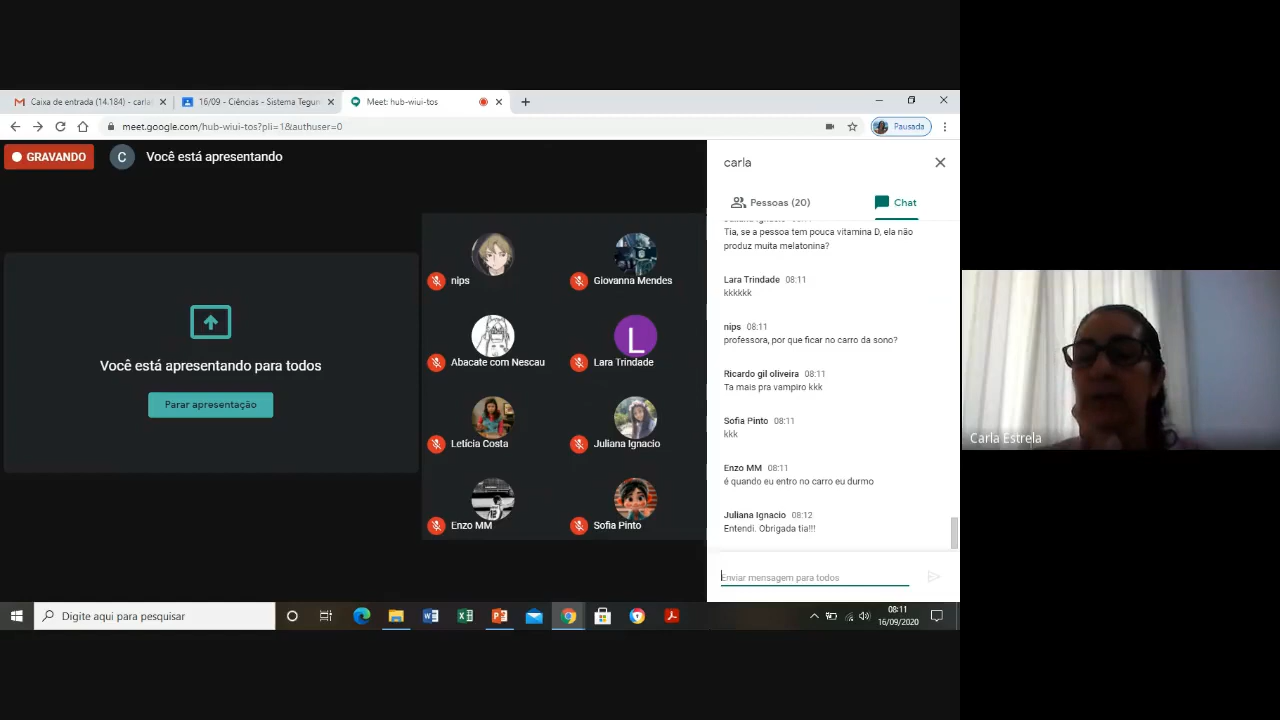 Caixa de entrada (14.184) - carla
16/09 - Ciências - Sistema Tegum
Meet: hub-wiui-tos
meet.google.com/hub-wiui-tos?pli=1&authuser=0
Pausada
GRAVANDO
C
Você está apresentando
Você está apresentando para todos
Parar apresentação
nips
Giovanna Mendes
Abacate com Nescau
L
Lara Trindade
Letícia Costa
Juliana Ignacio
Enzo MM
Sofia Pinto
carla
Pessoas (20)
Chat
Tia, se a pessoa tem pouca vitamina D, ela não
produz muita melatonina?
Lara Trindade 08:11
kkkkkk
nips 08:11
professora, por que ficar no carro da sono?
Ricardo gil oliveira 08:11
Ta mais pra vampiro kkk
Sofia Pinto 08:11
kkk
Enzo MM 08:11
é quando eu entro no carro eu durmo
Juliana Ignacio 08:12
Entendi. Obrigada tia!!!
Enviar mensagem para todos
Carla Estrela
Digite aqui para pesquisar
08:11
16/09/2020